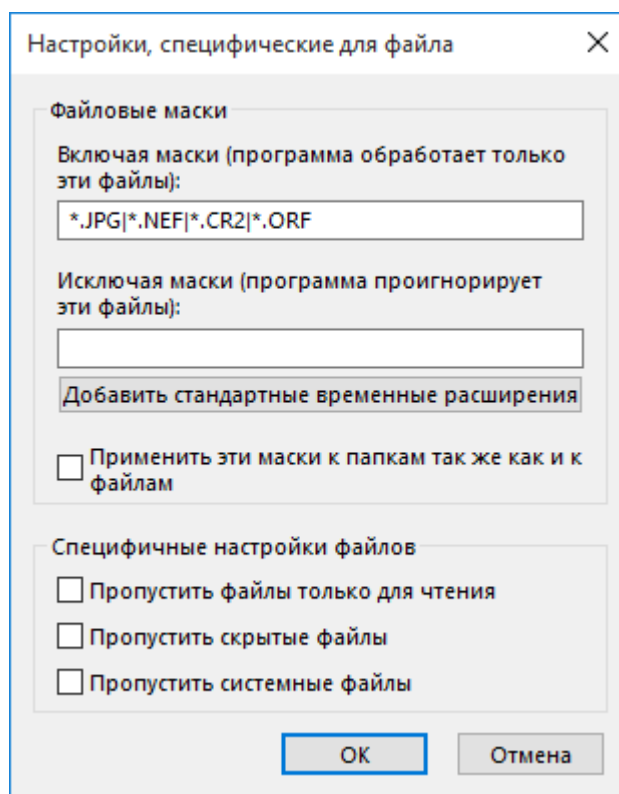 Настройки, специфические для файла
Файловые маски
Включая маски (программа обработает только
эти файлы):
*.JPG|*.NEF|*.CR2|*.ORF
Исключая маски (программа проигнорирует
эти файлы):
Добавить стандартные временные расширения
Применить эти маски к папкам так же как и к
файлам
Специфичные настройки файлов
Пропустить файлы только для чтения
Пропустить скрытые файлы
Пропустить системные файлы
ОК
Отмена